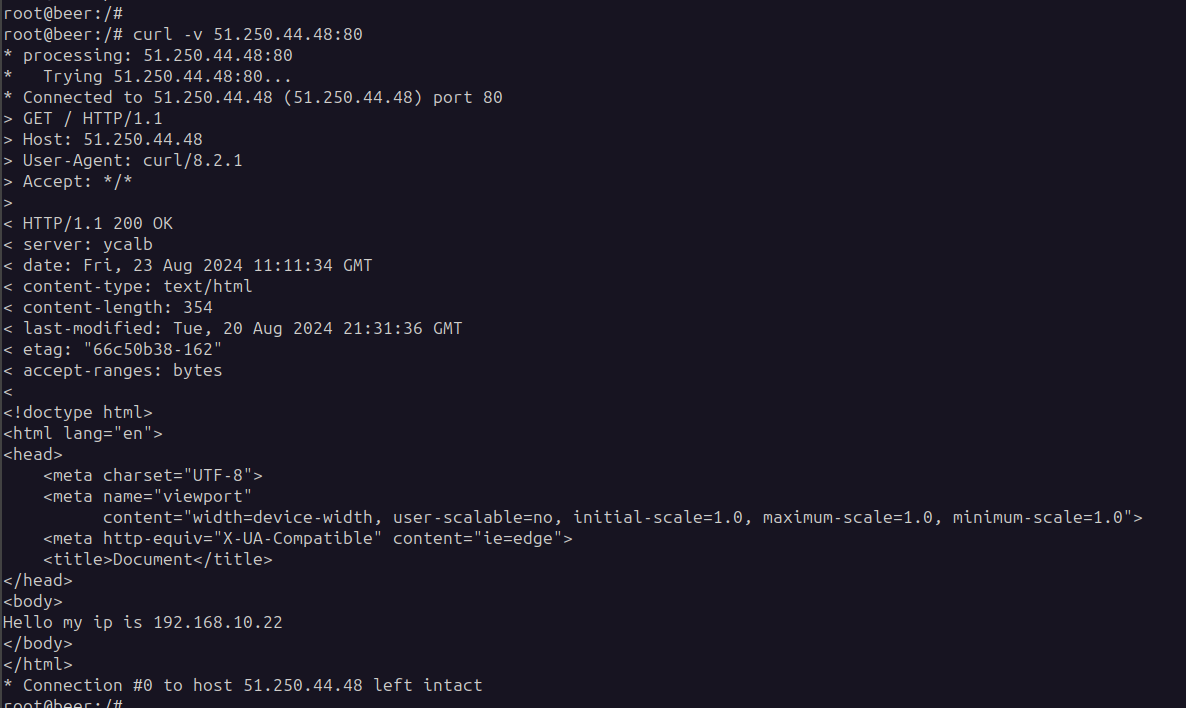 root@beer:/#
root@beer:/# curl -v 51.250.44.48:80
* processing: 51.250.44.48:80
*   Trying 51.250.44.48:80...
* Connected to 51.250.44.48 (51.250.44.48) port 80
> GET / HTTP/1.1
> Host: 51.250.44.48
> User-Agent: curl/8.2.1
> Accept: */*
>
< HTTP/1.1 200 OK
< server: ycalb
< date: Fri, 23 Aug 2024 11:11:34 GMT
< content-type: text/html
< content-length: 354
< last-modified: Tue, 20 Aug 2024 21:31:36 GMT
< etag: "66c50b38-162"
< accept-ranges: bytes
<
<!doctype html>
<html lang="en">
<head>
    <meta charset="UTF-8">
    <meta name="viewport"
          content="width=device-width, user-scalable=no, initial-scale=1.0, maximum-scale=1.0, minimum-scale=1.0">
    <meta http-equiv="X-UA-Compatible" content="ie=edge">
    <title>Document</title>
</head>
<body>
Hello my ip is 192.168.10.22
</body>
</html>
* Connection #0 to host 51.250.44.48 left intact
root@beer:/#